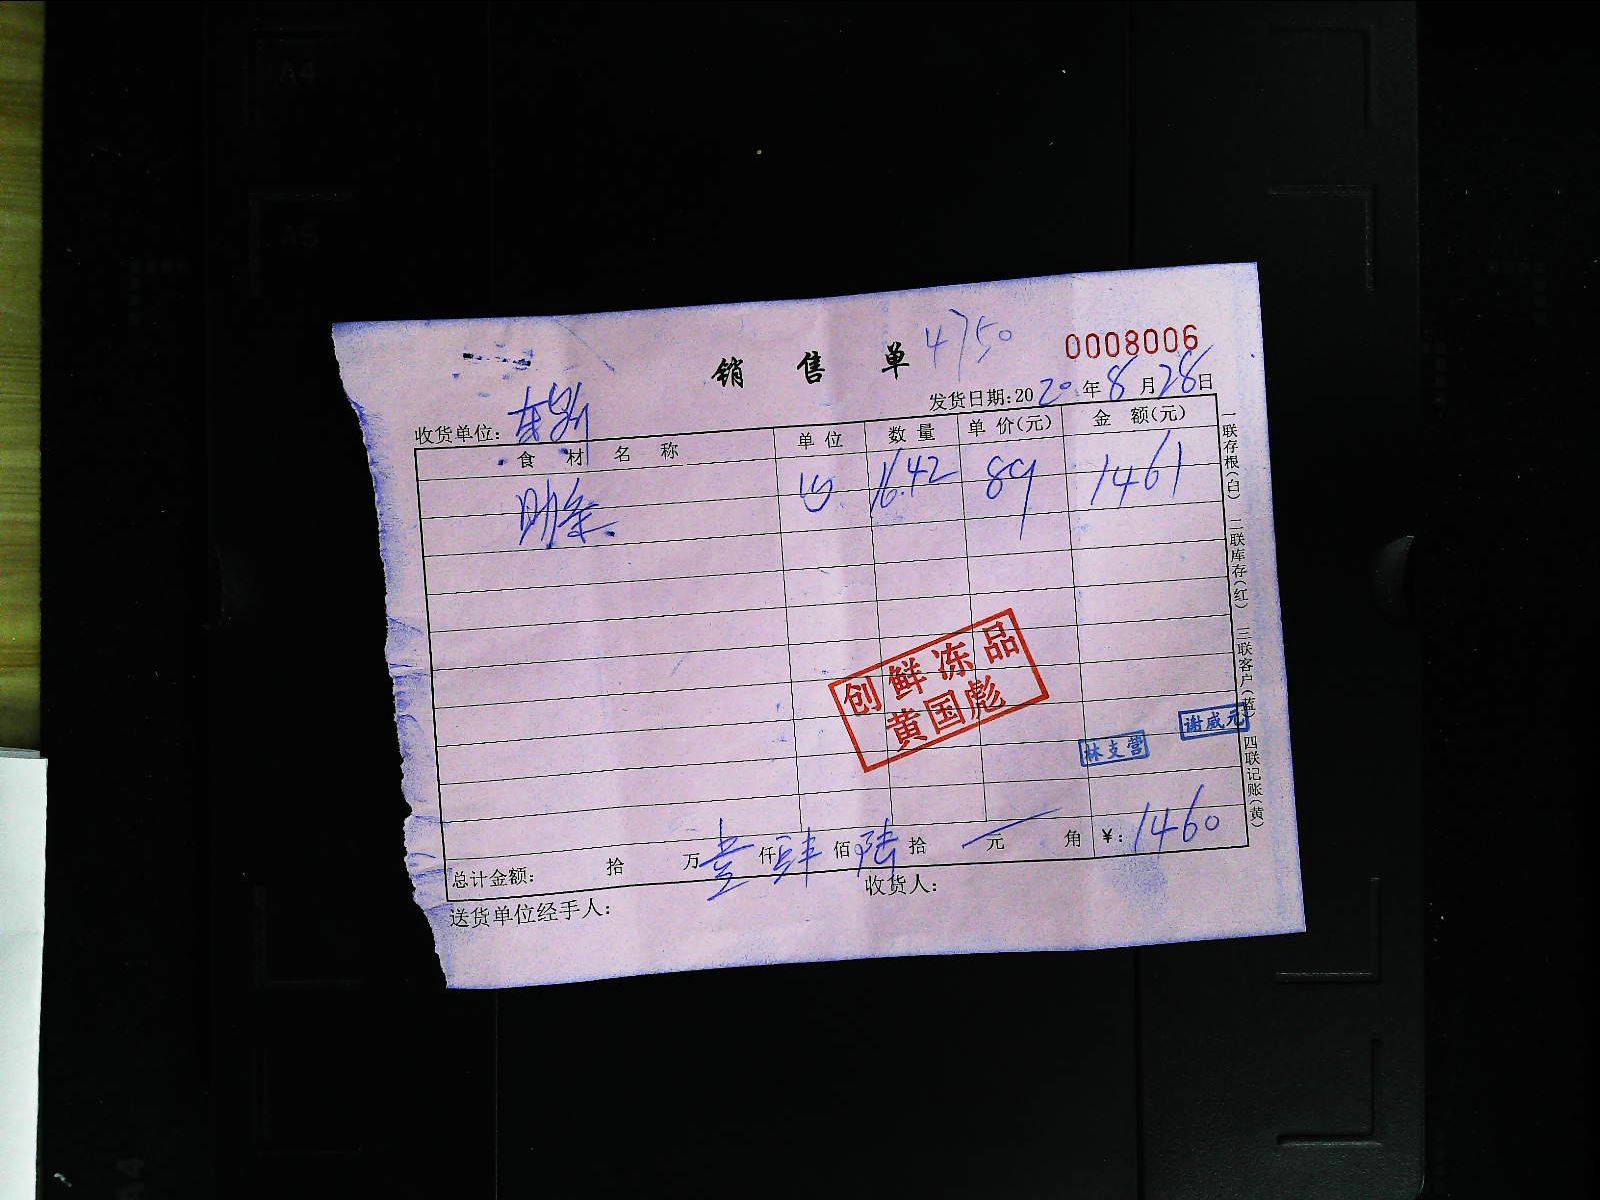 销 售 单 4750
0008006
发货日期:2020年8月28日
收货单位:
食 材 名 称 单 位 数 量 单 价(元) 金 额(元)
肋条 16.42 89 1461
创鲜冻品
黄国彪
林支营
谢威元
总计金额: 拾 万壹仟肆佰陆拾 元 角 ¥:1460
送货单位经手人: 收货人:
一联存根(白) 二联库存(红) 三联客户(蓝) 四联记账(黄)